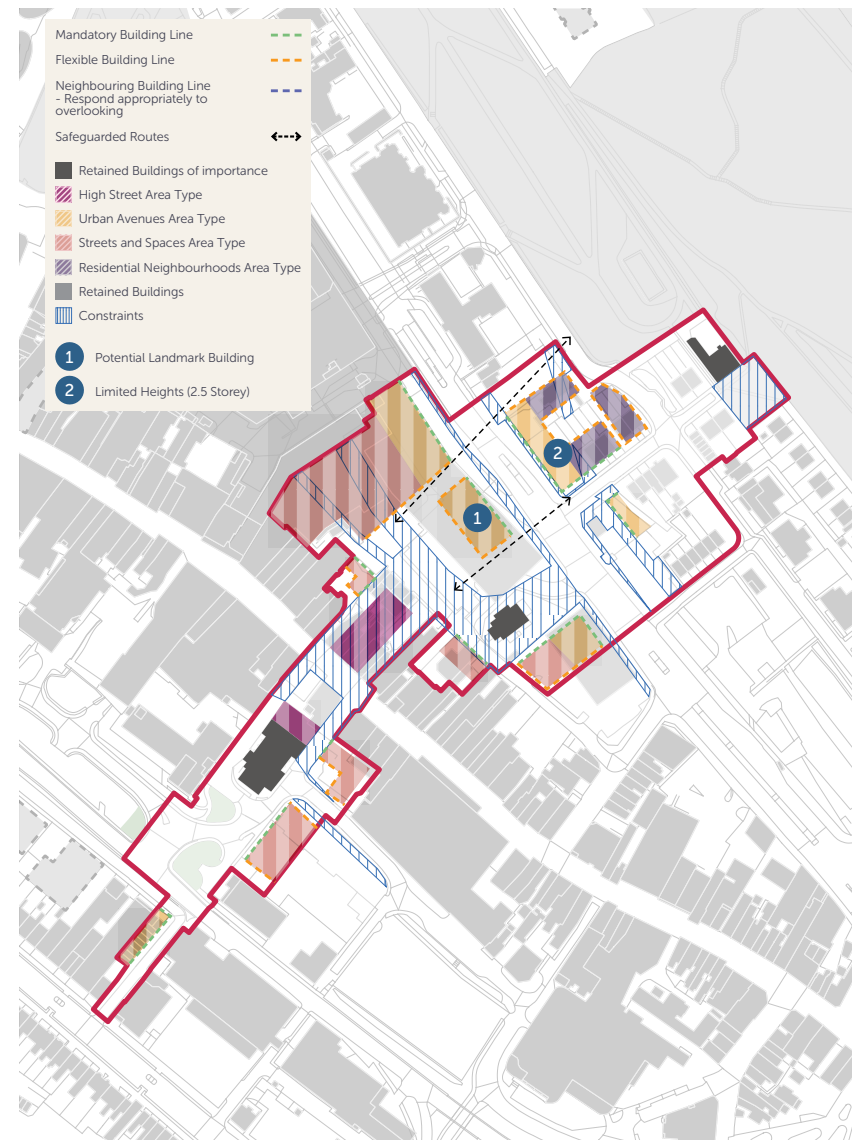 Mandatory Building Line
Flexible Building Line
Neighbouring Building Line
- Respond appropriately to
overlooking
Safeguarded Routes
Retained Buildings of importance
High Street Area Type
Urban Avenues Area Type
Streets and Spaces Area Type
Residential Neighbourhoods Area Type
Retained Buildings
Constraints
1 Potential Landmark Building
2 Limited Heights (2.5 Storey)
2
1